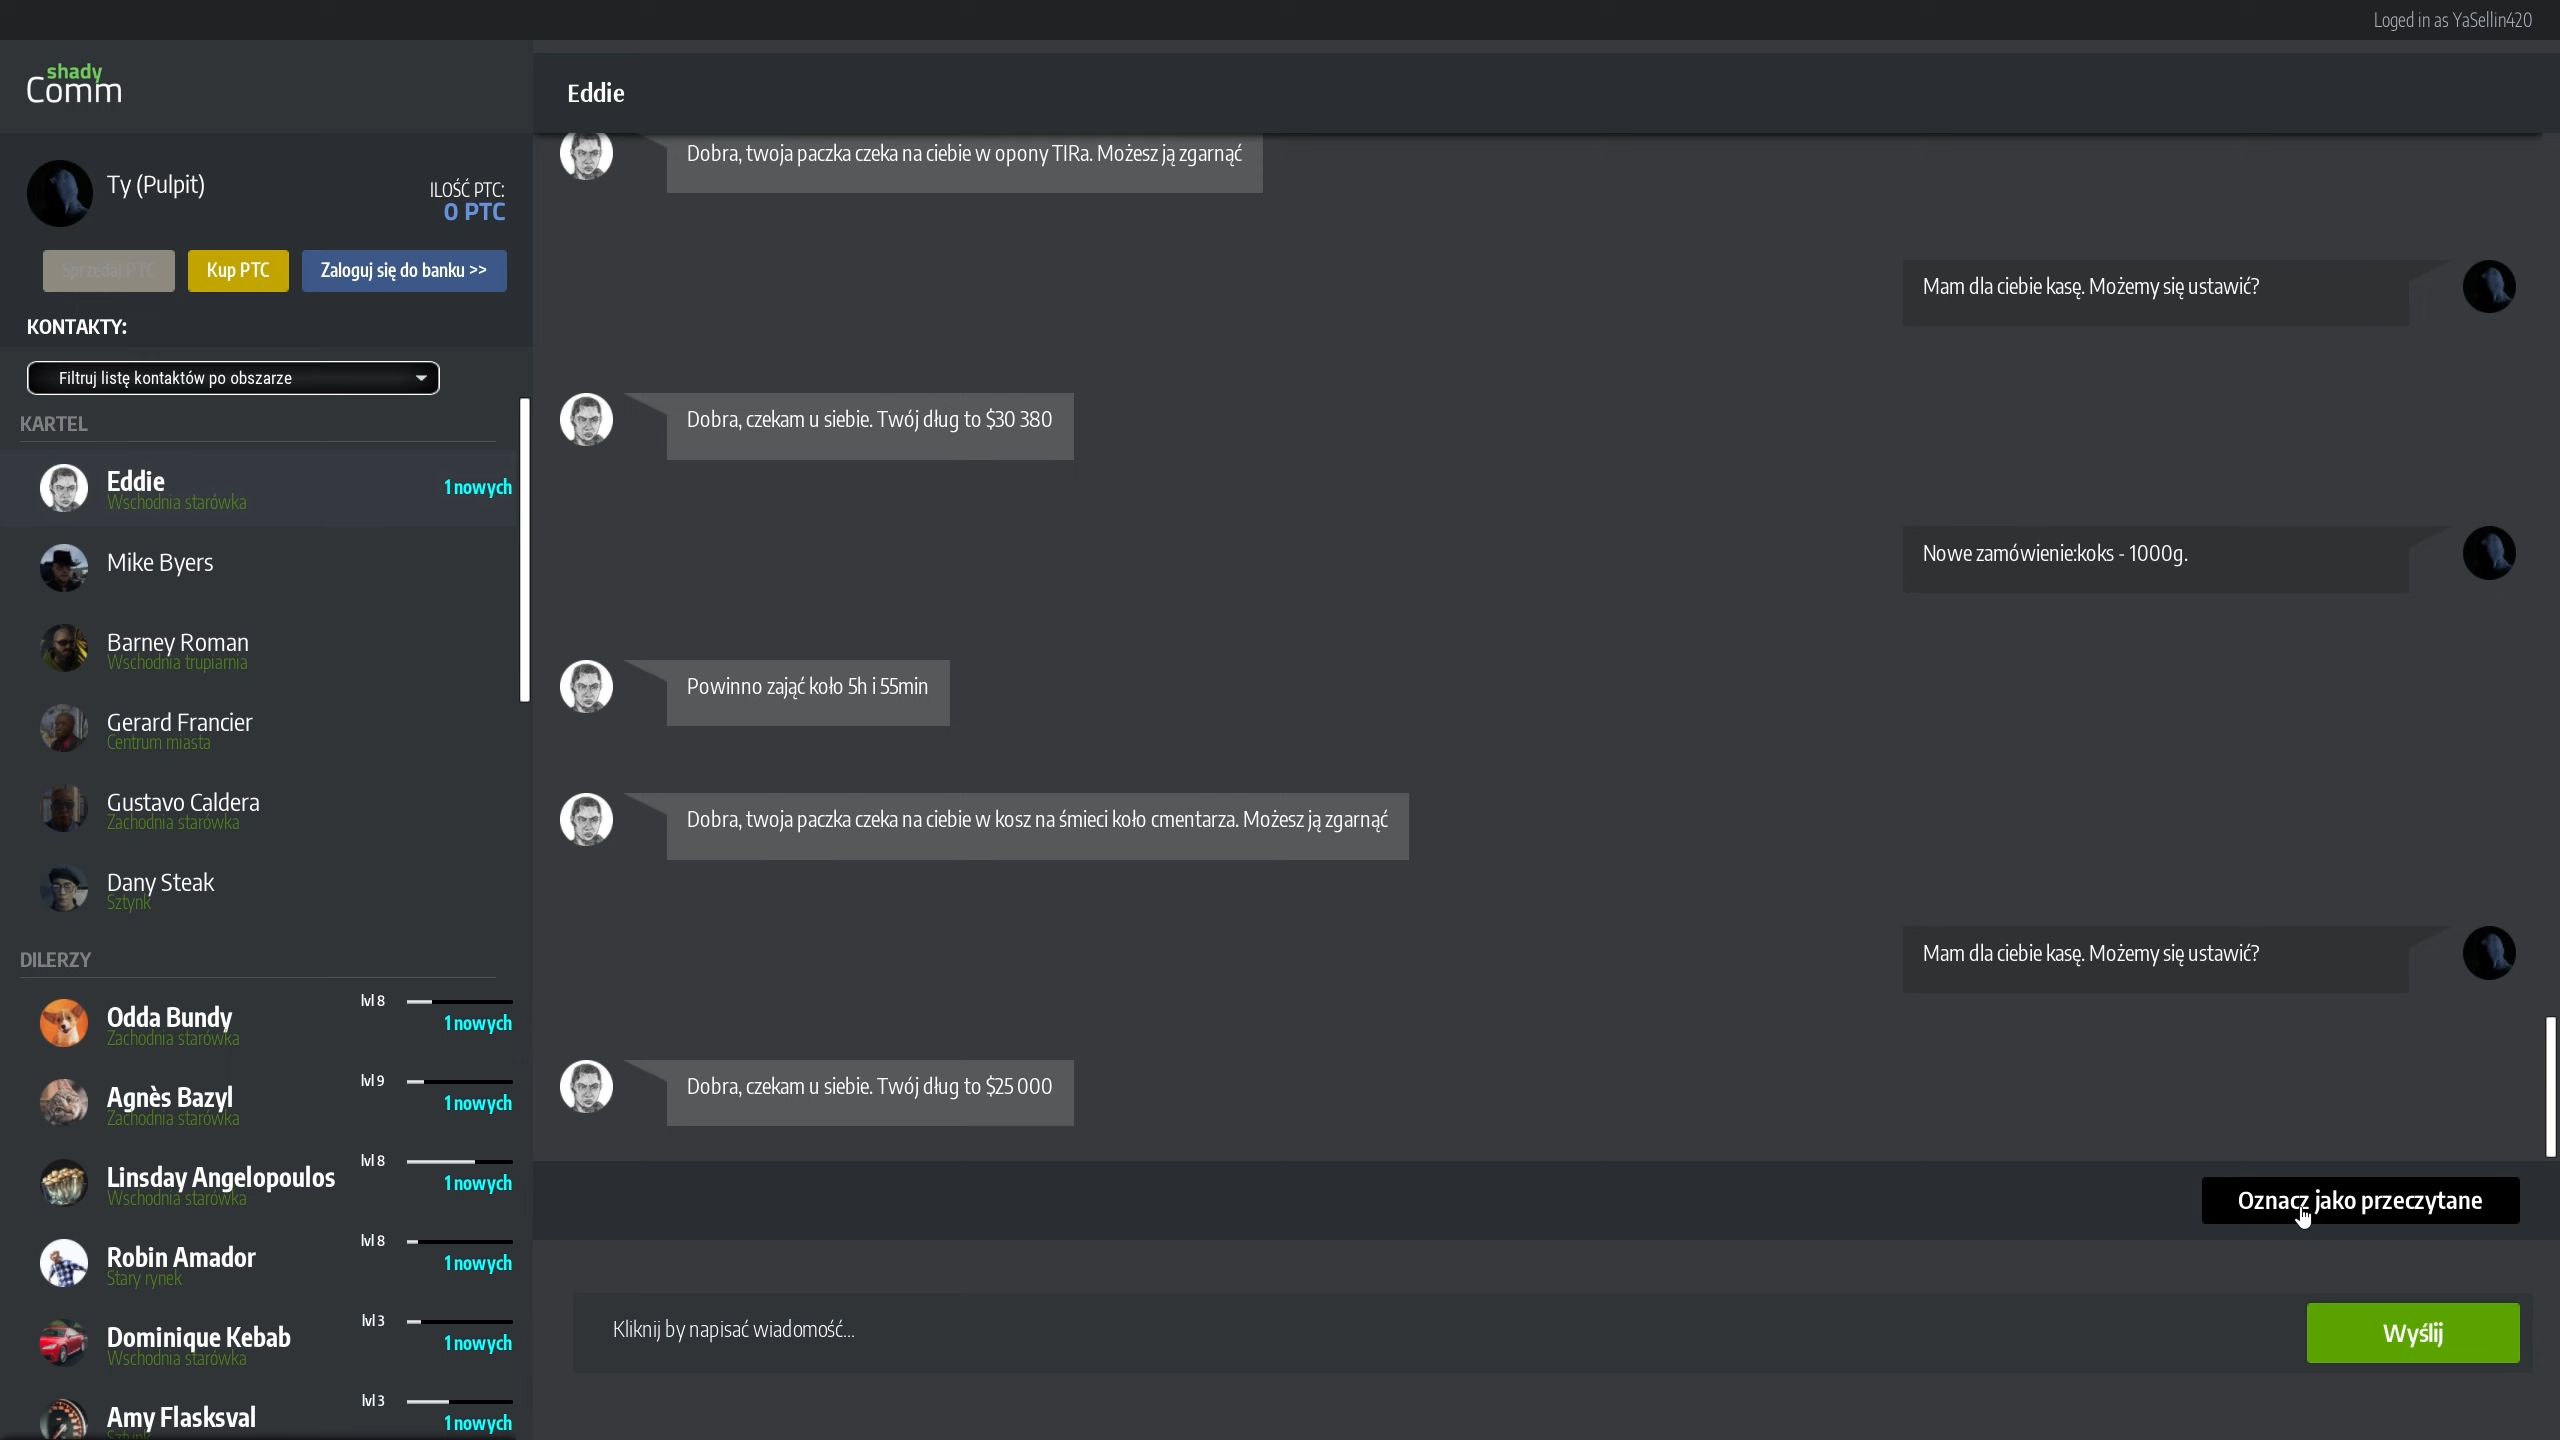 Loged in as YaSellin420
shady
Comm
Ty (Pulpit)
ILOŚĆ PTC:
0 PTC
Sprzedaj PTC
Kup PTC
Zaloguj się do banku >>
KONTAKTY:
Filtruj listę kontaktów po obszarze
KARTEL
Eddie
Wschodnia starówka
1 nowych
Mike Byers
Barney Roman
Wschodnia trupiarnia
Gerard Francier
Centrum miasta
Gustavo Caldera
Zachodnia starówka
Dany Steak
Sztynk
DILERZY
Odda Bundy
Zachodnia starówka
lvl 8
1 nowych
Agnès Bazyl
Zachodnia starówka
lvl 9
1 nowych
Linsday Angelopoulos
Wschodnia starówka
lvl 8
1 nowych
Robin Amador
Stary rynek
lvl 8
1 nowych
Dominique Kebab
Wschodnia starówka
lvl 3
1 nowych
Amy Flasksval
Sztynk
lvl 3
1 nowych
Eddie
Dobra, twoja paczka czeka na ciebie w opony TIRa. Możesz ją zgarnąć
Mam dla ciebie kasę. Możemy się ustawić?
Dobra, czekam u siebie. Twój dług to $30 380
Nowe zamówienie:koks - 1000g.
Powinno zająć koło 5h i 55min
Dobra, twoja paczka czeka na ciebie w kosz na śmieci koło cmentarza. Możesz ją zgarnąć
Mam dla ciebie kasę. Możemy się ustawić?
Dobra, czekam u siebie. Twój dług to $25 000
Oznacz jako przeczytane
Kliknij by napisać wiadomość...
Wyślij